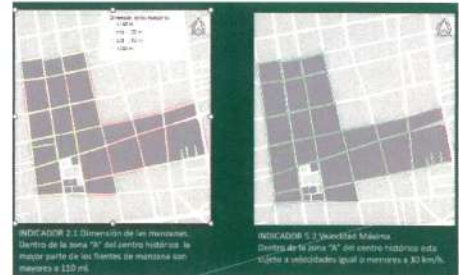 INDICADOR 2.1 Dimensión de las manzanas.
Dentro de la zona "A" del centro histórico la
mayor parte de los frentes de manzana son
mayores a 110 mt.
INDICADOR 5.2 Velocidad Máxima.
Dentro de la zona "A" del centro histórico esta
sujeto a velocidades igual o menores a 30 km/h.